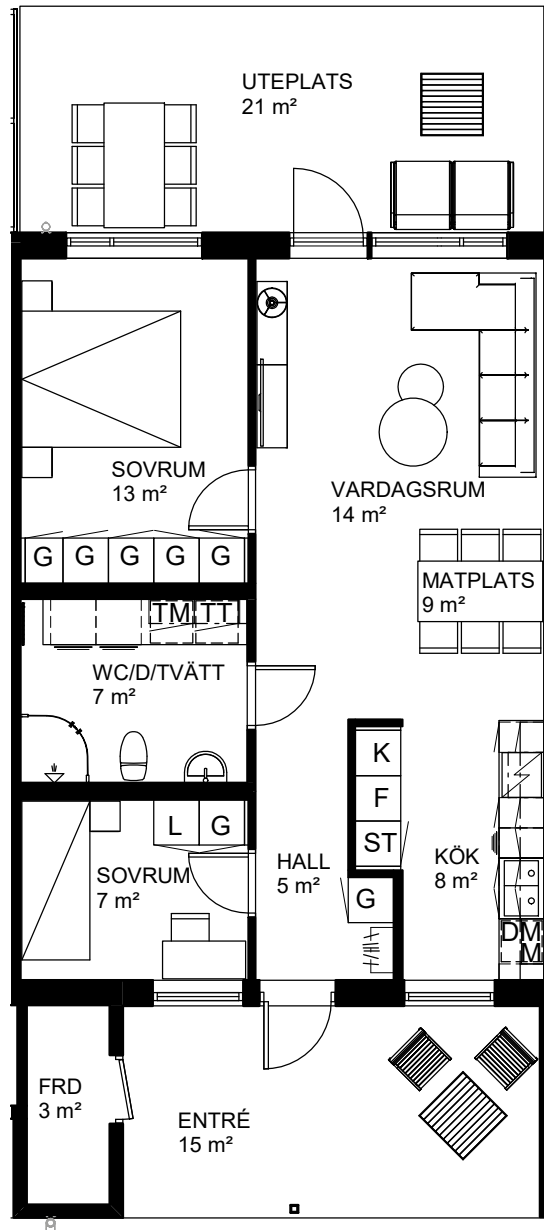 UTEPLATS
21 m²
SOVRUM
13 m²
VARDAGSRUM
14 m²
G G G G G
MATPLATS
9 m²
TM TT
WC/D/TVÄTT
7 m²
K
F
ST
L G
SOVRUM
7 m²
HALL
5 m²
KÖK
8 m²
G
DM
M
FRD
3 m²
ENTRÉ
15 m²